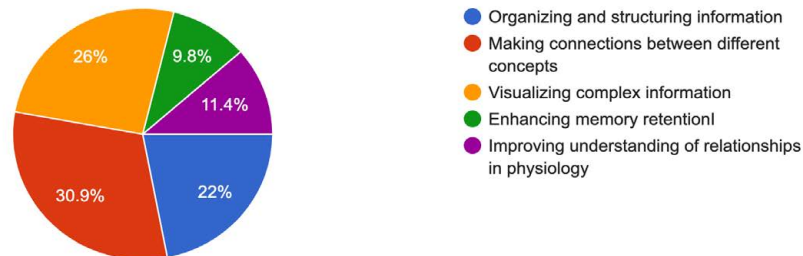 26%
9.8%
11.4%
30.9%
22%
Organizing and structuring information
Making connections between different
concepts
Visualizing complex information
Enhancing memory retentionI
Improving understanding of relationships
in physiology